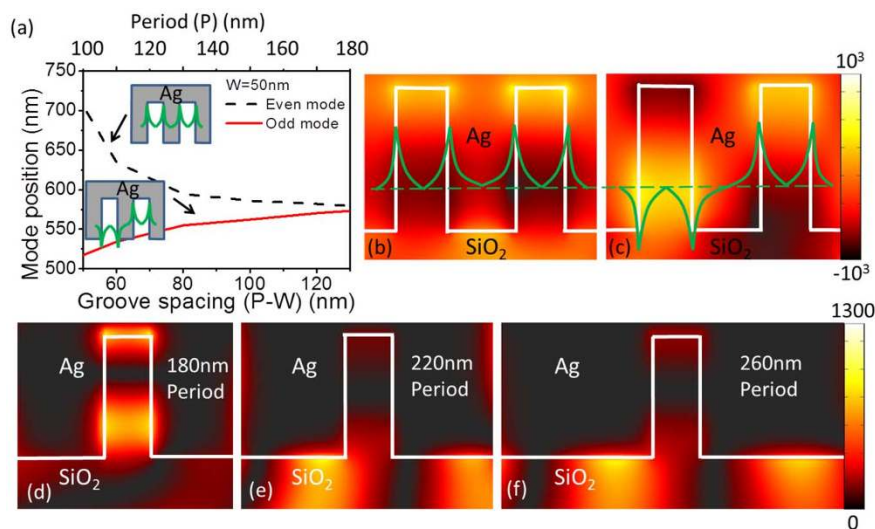 (a)
Period (P) (nm)
100 120 140 160 180
Mode position (nm)
750
700
650
600
550
500
W=50nm
Even mode
Odd mode
Ag
Ag
60 80 100 120
Groove spacing (P-W) (nm)
Ag
SiO2
(b)
Ag
SiO2
(c)
10³
-10³
Ag
180nm
Period
SiO2
(d)
Ag
220nm
Period
SiO2
(e)
Ag
260nm
Period
SiO2
(f)
1300
0